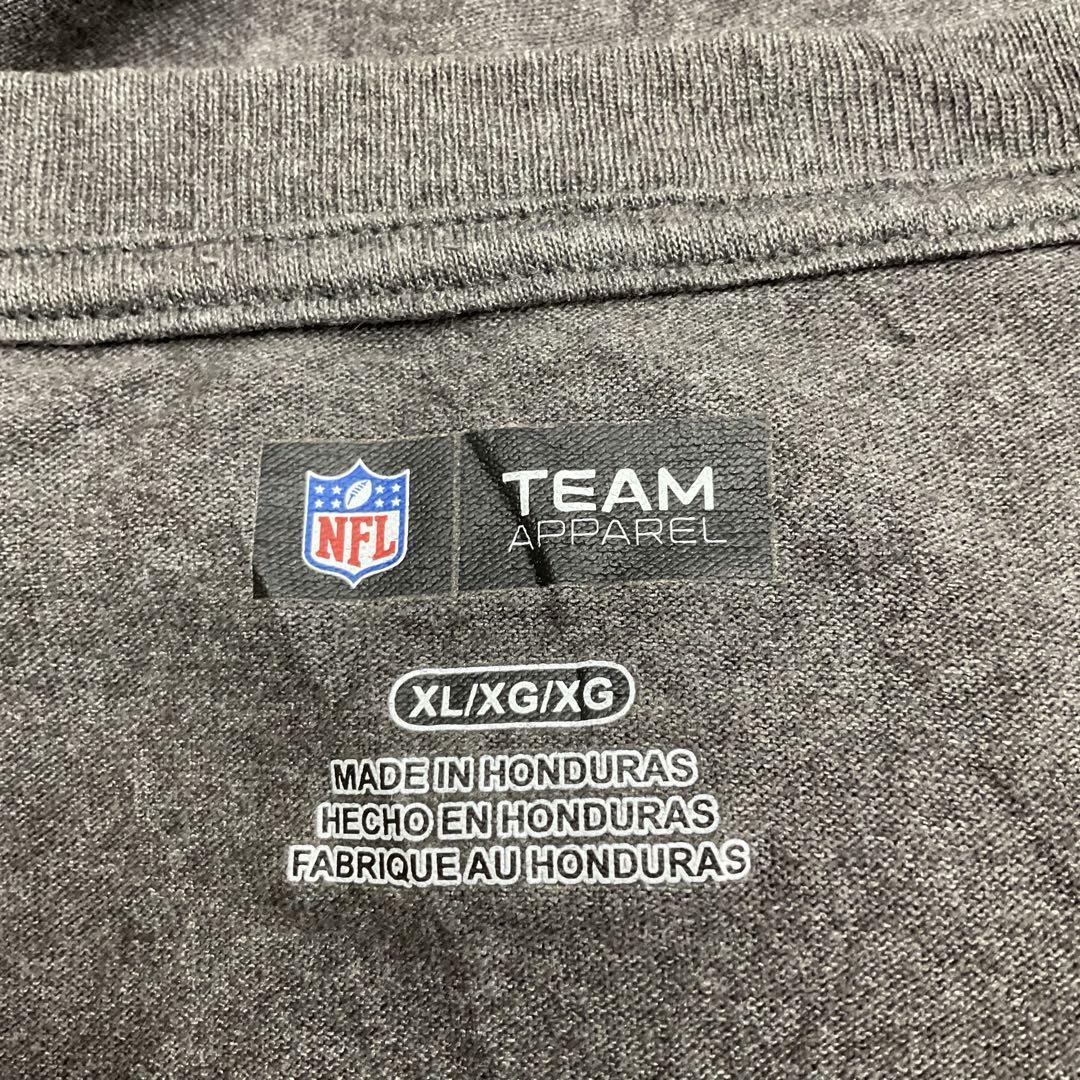 NFL
TEAM
APPAREL
XL/XG/XG
MADE IN HONDURAS
HECHO EN HONDURAS
FABRIQUE AU HONDURAS